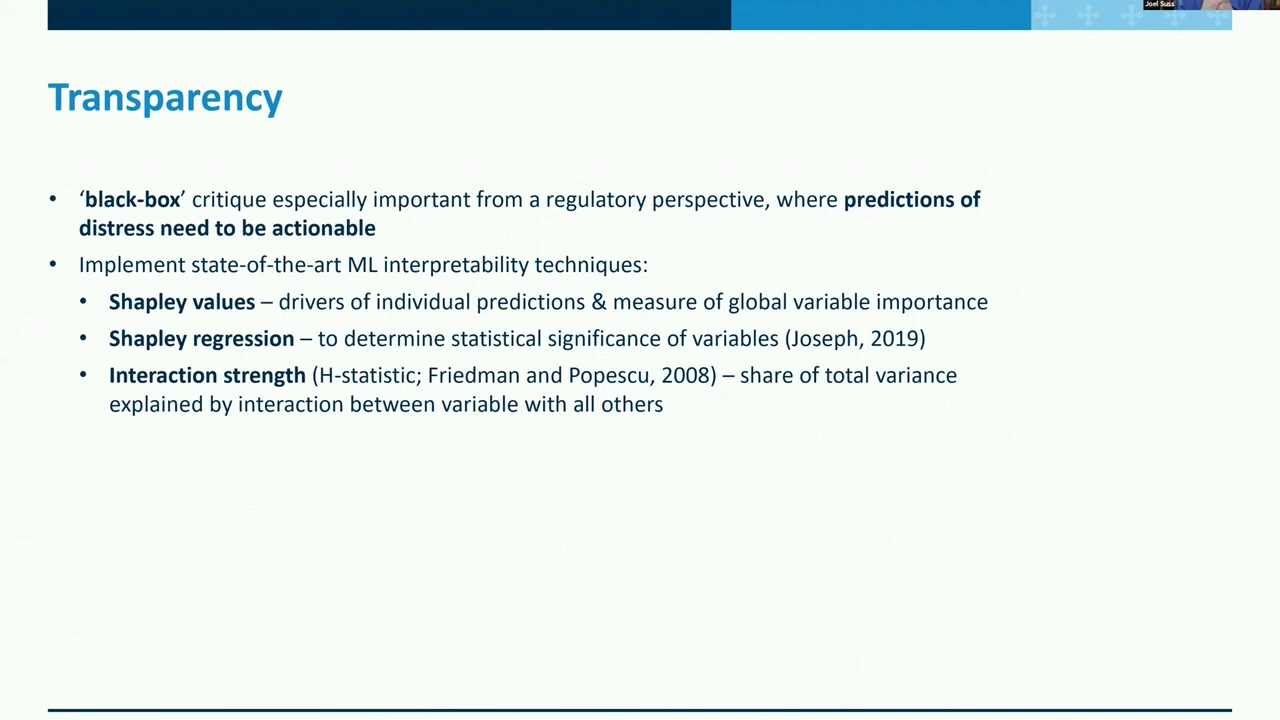 Joel Suss
Transparency
• ‘black-box’ critique especially important from a regulatory perspective, where predictions of
distress need to be actionable
• Implement state-of-the-art ML interpretability techniques:
• Shapley values – drivers of individual predictions & measure of global variable importance
• Shapley regression – to determine statistical significance of variables (Joseph, 2019)
• Interaction strength (H-statistic; Friedman and Popescu, 2008) – share of total variance
explained by interaction between variable with all others